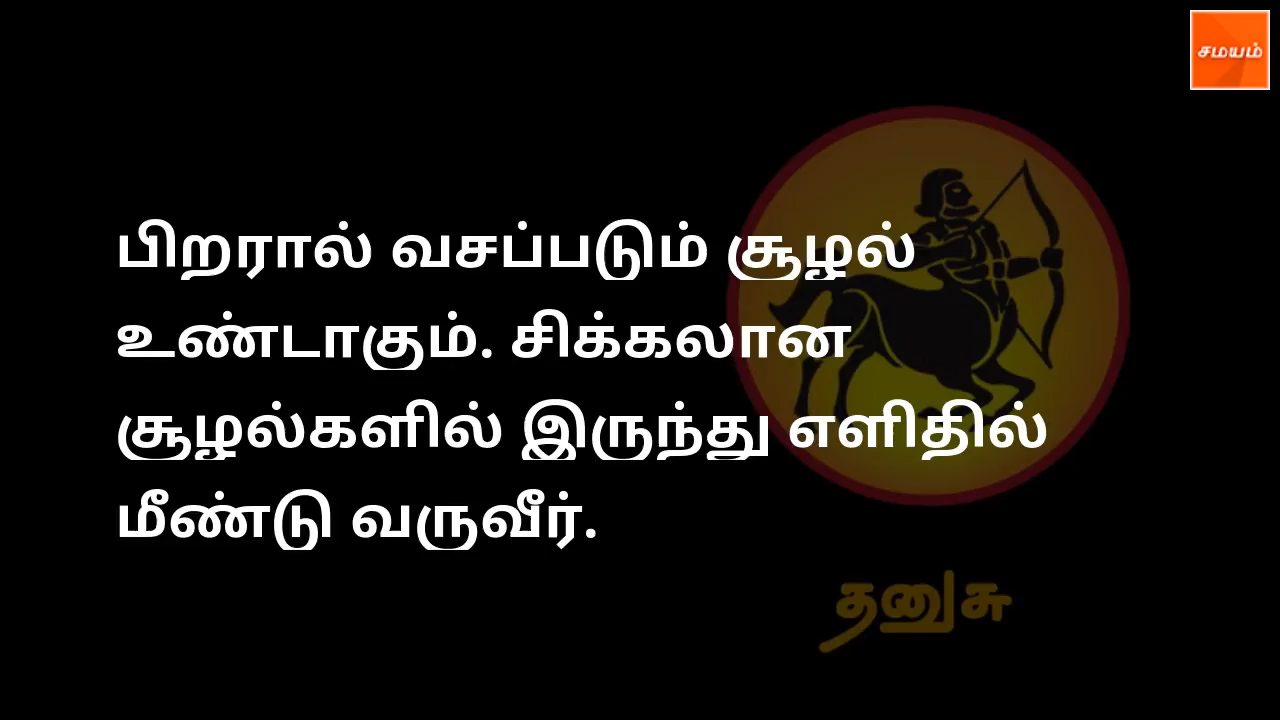 சமயம்
பிறரால் வசப்படும் சூழல்
உண்டாகும். சிக்கலான
சூழல்களில் இருந்து எளிதில்
மீண்டு வருவீர்.
தனுசு